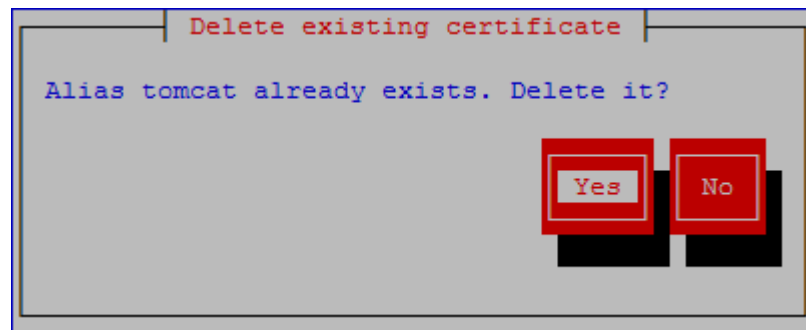 Delete existing certificate
Alias tomcat already exists. Delete it?
Yes No